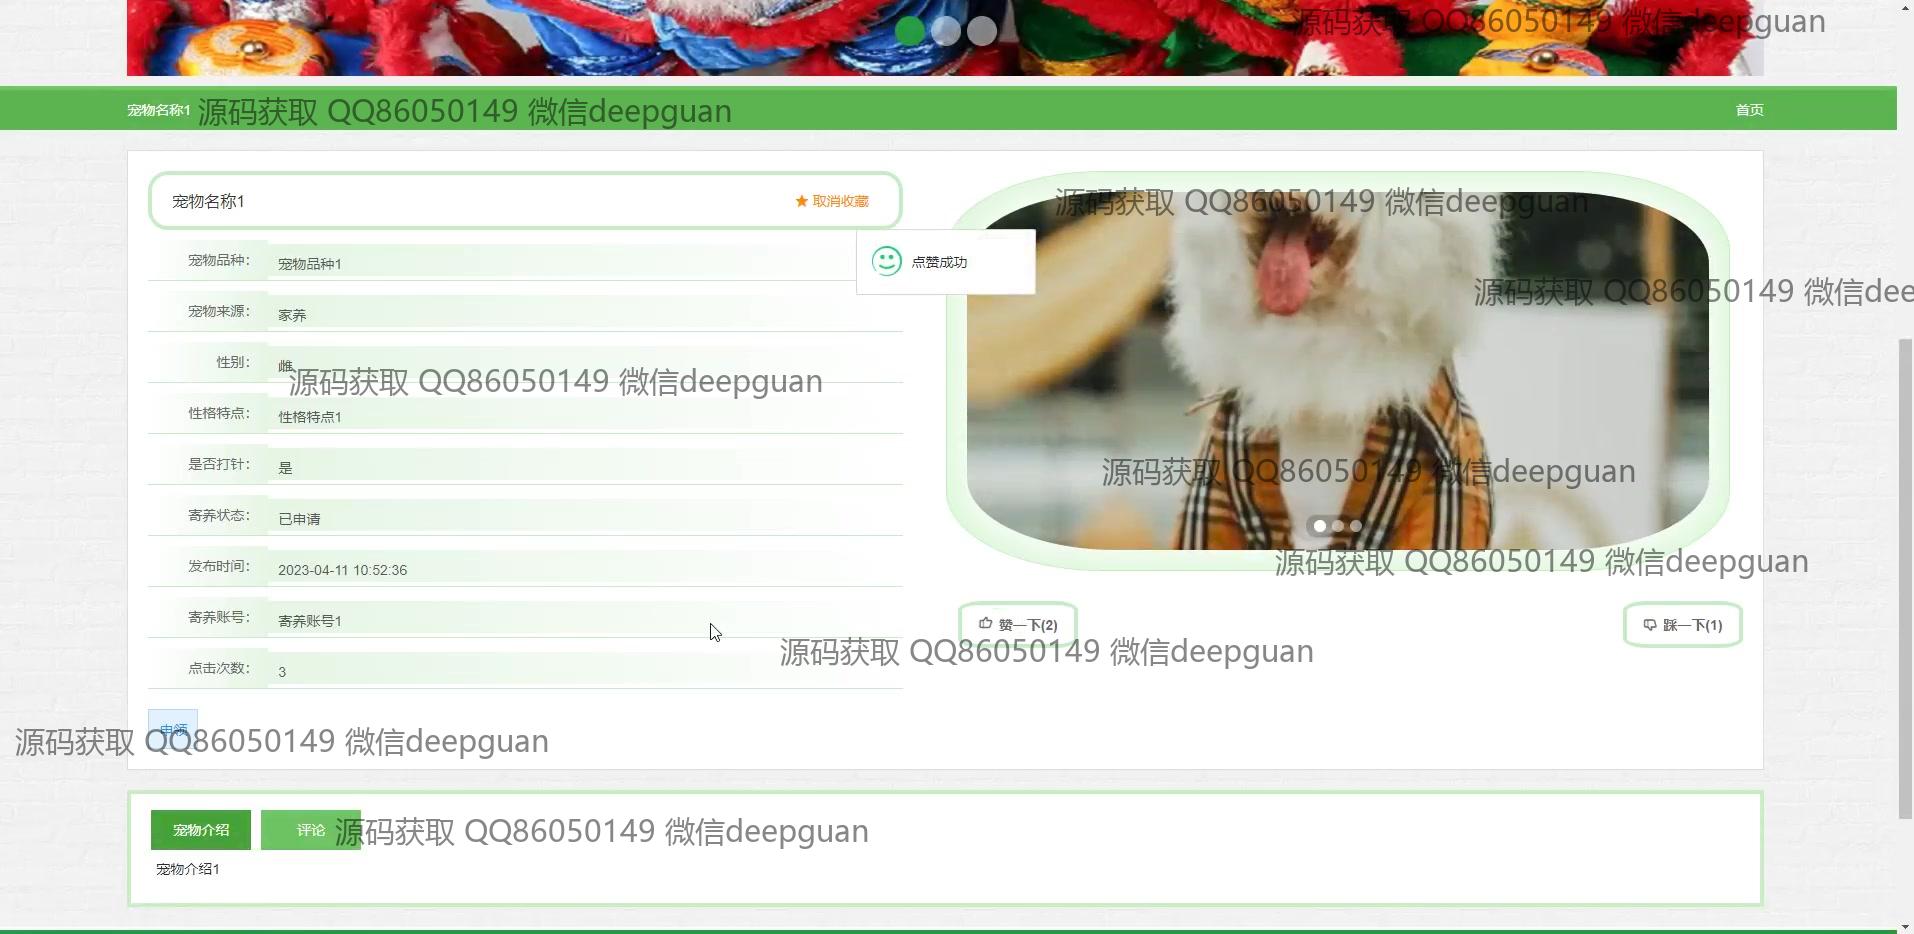 源码获取 QQ86050149 微信deepguan
宠物名称1
源码获取 QQ86050149 微信deepguan
首页
宠物名称1
取消收藏
源码获取 QQ86050149 微信deepguan
点赞成功
宠物品种：
宠物品种1
源码获取 QQ86050149 微信dee
宠物来源：
家养
性别：
雌
源码获取 QQ86050149 微信deepguan
性格特点：
性格特点1
是否打针：
是
源码获取 QQ86050149 微信deepguan
寄养状态：
已申请
发布时间：
2023-04-11 10:52:36
源码获取 QQ86050149 微信deepguan
寄养账号：
寄养账号1
赞一下(2)
踩一下(1)
源码获取 QQ86050149 微信deepguan
点击次数：
3
申领
源码获取 QQ86050149 微信deepguan
宠物介绍
评论
源码获取 QQ86050149 微信deepguan
宠物介绍1